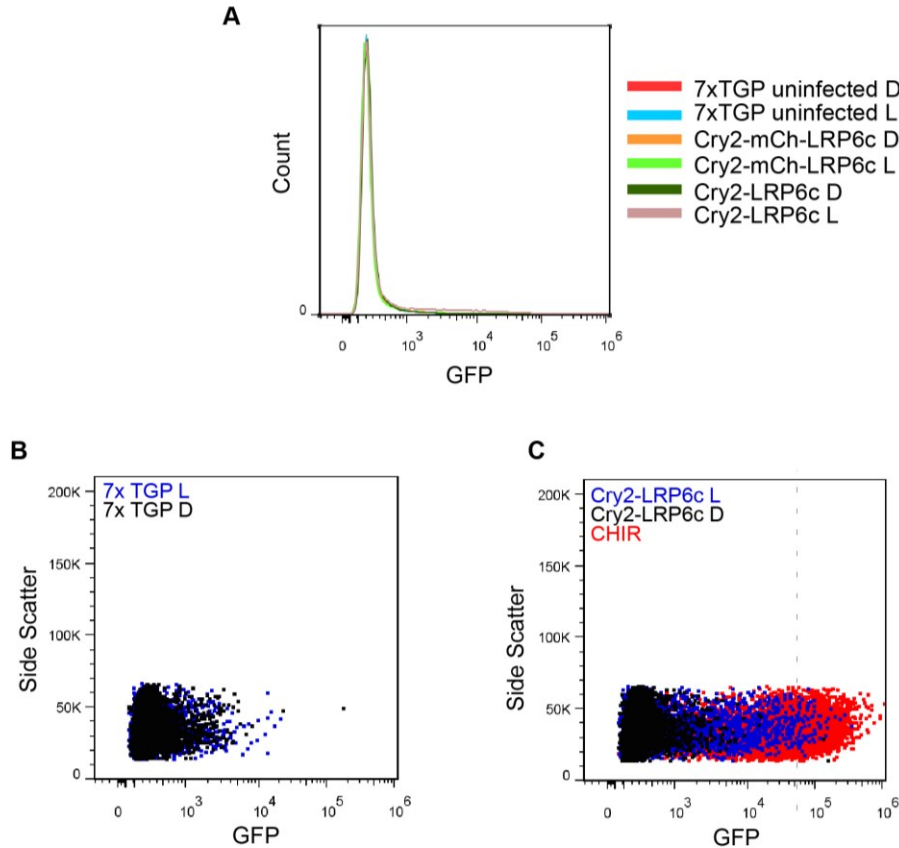 A
Count
0
0 10³ 10⁴ 10⁵ 10⁶
GFP
7xTGP uninfected D
7xTGP uninfected L
Cry2-mCh-LRP6c D
Cry2-mCh-LRP6c L
Cry2-LRP6c D
Cry2-LRP6c L
B
7x TGP L
7x TGP D
Side Scatter
200K
150K
100K
50K
0
0 10³ 10⁴ 10⁵ 10⁶
GFP
C
Cry2-LRP6c L
Cry2-LRP6c D
CHIR
Side Scatter
200K
150K
100K
50K
0
0 10³ 10⁴ 10⁵ 10⁶
GFP